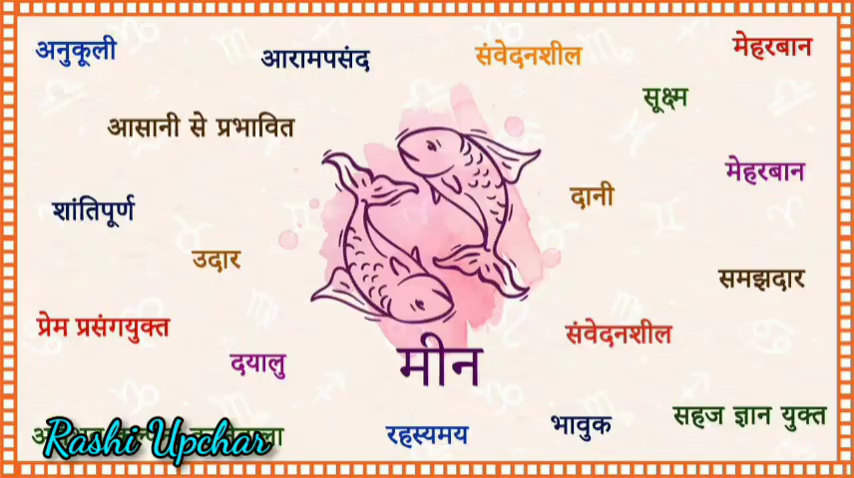 अनुकूली
आरामपसंद
संवेदनशील
मेहरबान
सूक्ष्म
आसानी से प्रभावित
मेहरबान
दानी
शांतिपूर्ण
उदार
समझदार
प्रेम प्रसंगयुक्त
संवेदनशील
दयालु
मीन
सहज ज्ञान युक्त
भावुक
रहस्यमय
Rashi Upchar